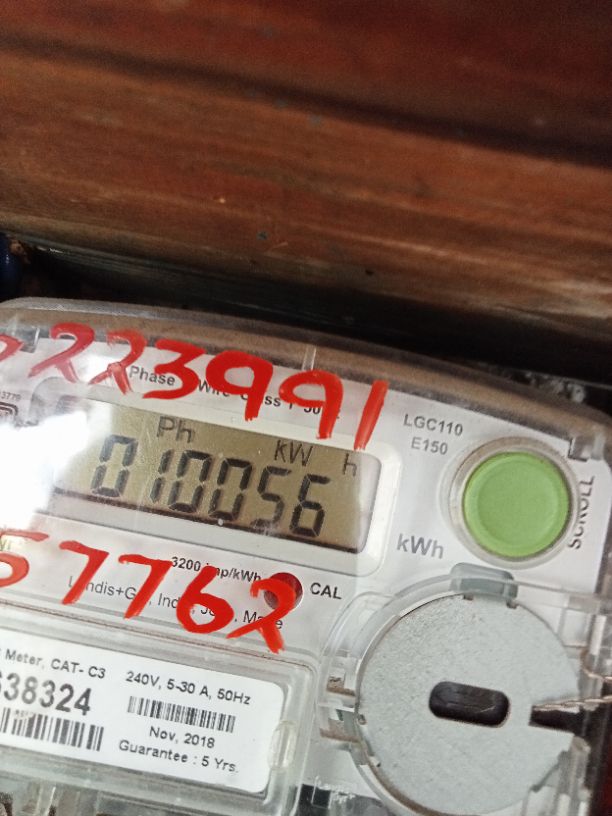 223991
Phase Wire
LGC110
E150
Ph kW h
010056
SCROLL
kWh
57762
3200 imp/kWh
CAL
Meter, CAT- C3
38324
240V, 5-30 A, 50Hz
Nov, 2018
Guarantee : 5 Yrs.